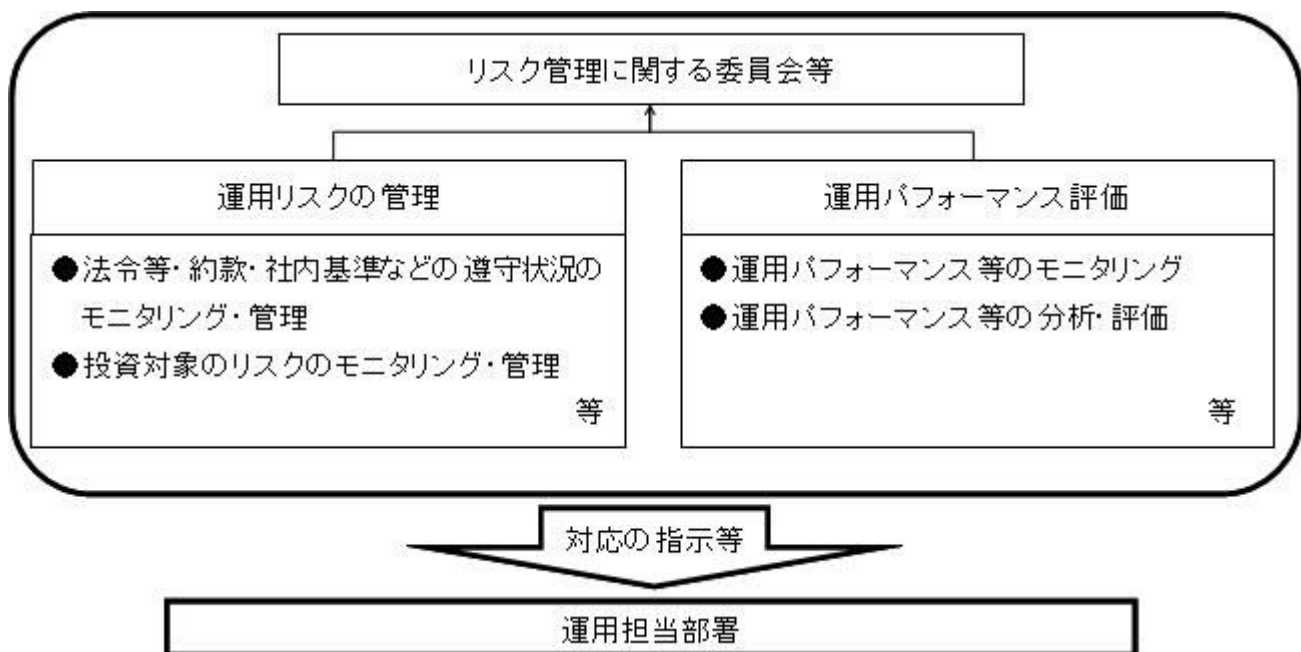 リスク管理に関する委員会等
運用リスクの管理
●法令等・約款・社内基準などの遵守状況の
モニタリング・管理
●投資対象のリスクのモニタリング・管理
等
運用パフォーマンス評価
●運用パフォーマンス等のモニタリング
●運用パフォーマンス等の分析・評価
等
対応の指示等
運用担当部署